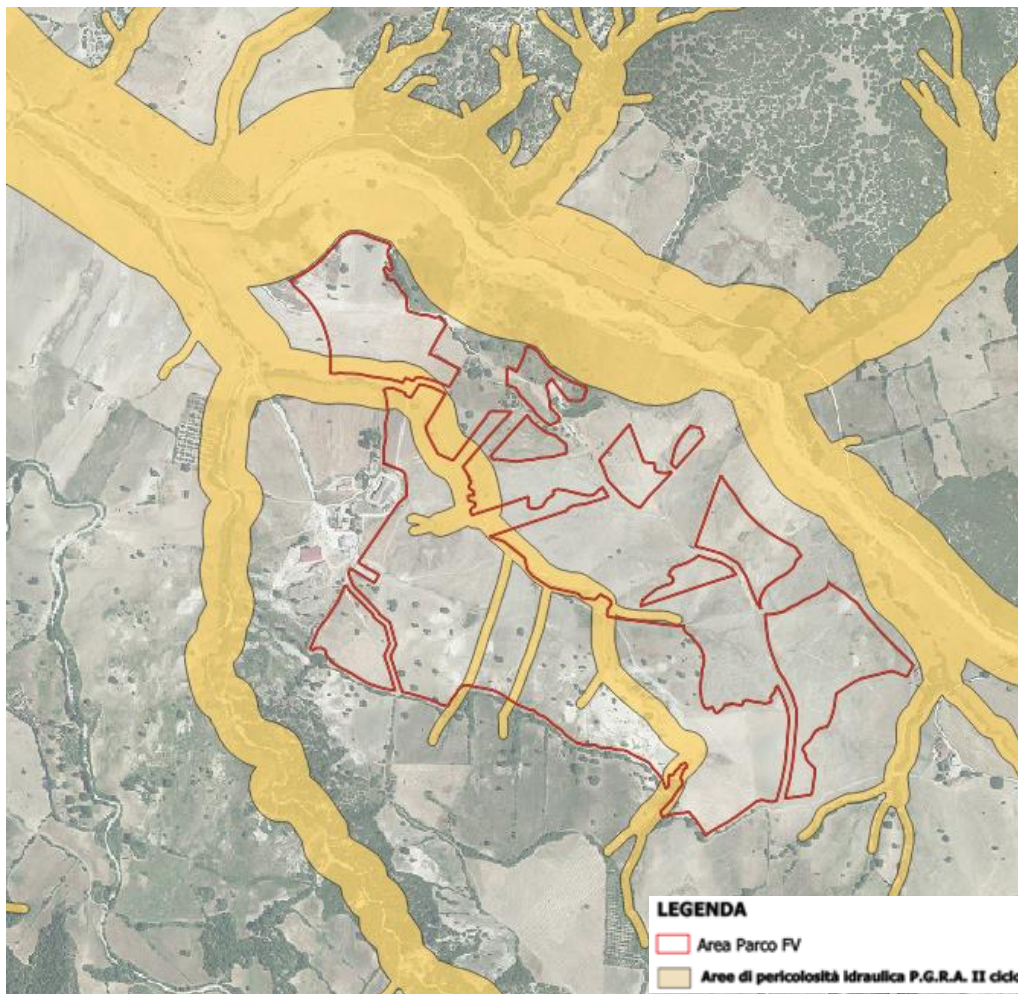 LEGENDA
Area Parco FV
Aree di pericolosità idraulica P.G.R.A. II ciclo